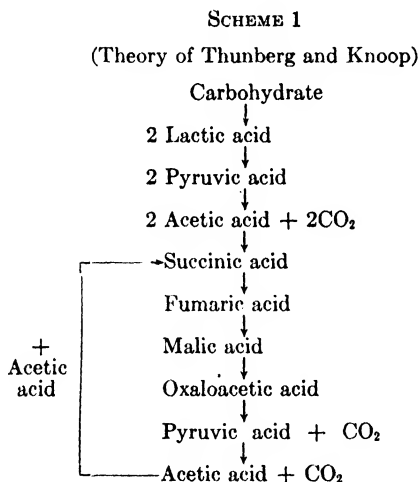 SCHEME 1
(Theory of Thunberg and Knoop)
Carbohydrate
2 Lactic acid
2 Pyruvic acid
2 Acetic acid + 2CO₂
Succinic acid
Fumaric acid
Malic acid
+
Acetic
acid
Oxaloacetic acid
Pyruvic acid + CO₂
Acetic acid + CO₂